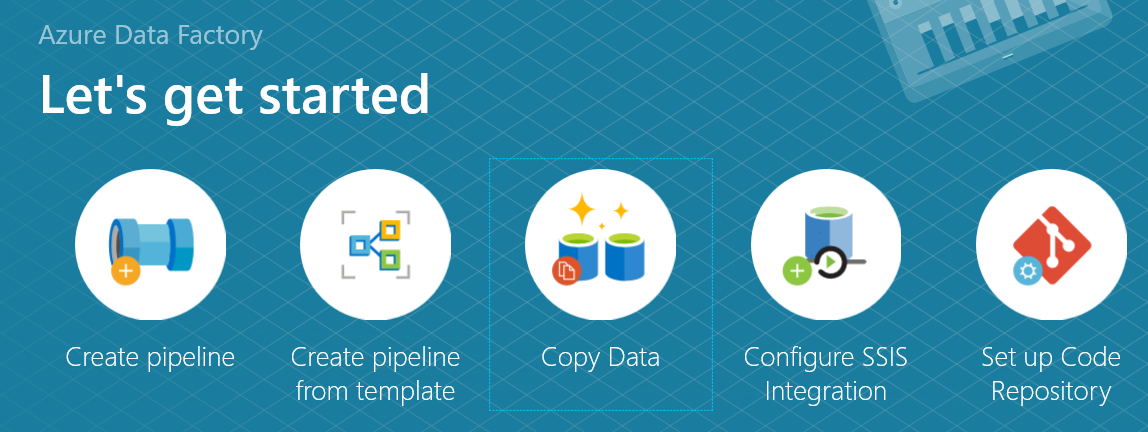 Azure Data Factory
Let's get started
Create pipeline
Create pipeline
from template
Copy Data
Configure SSIS
Integration
Set up Code
Repository